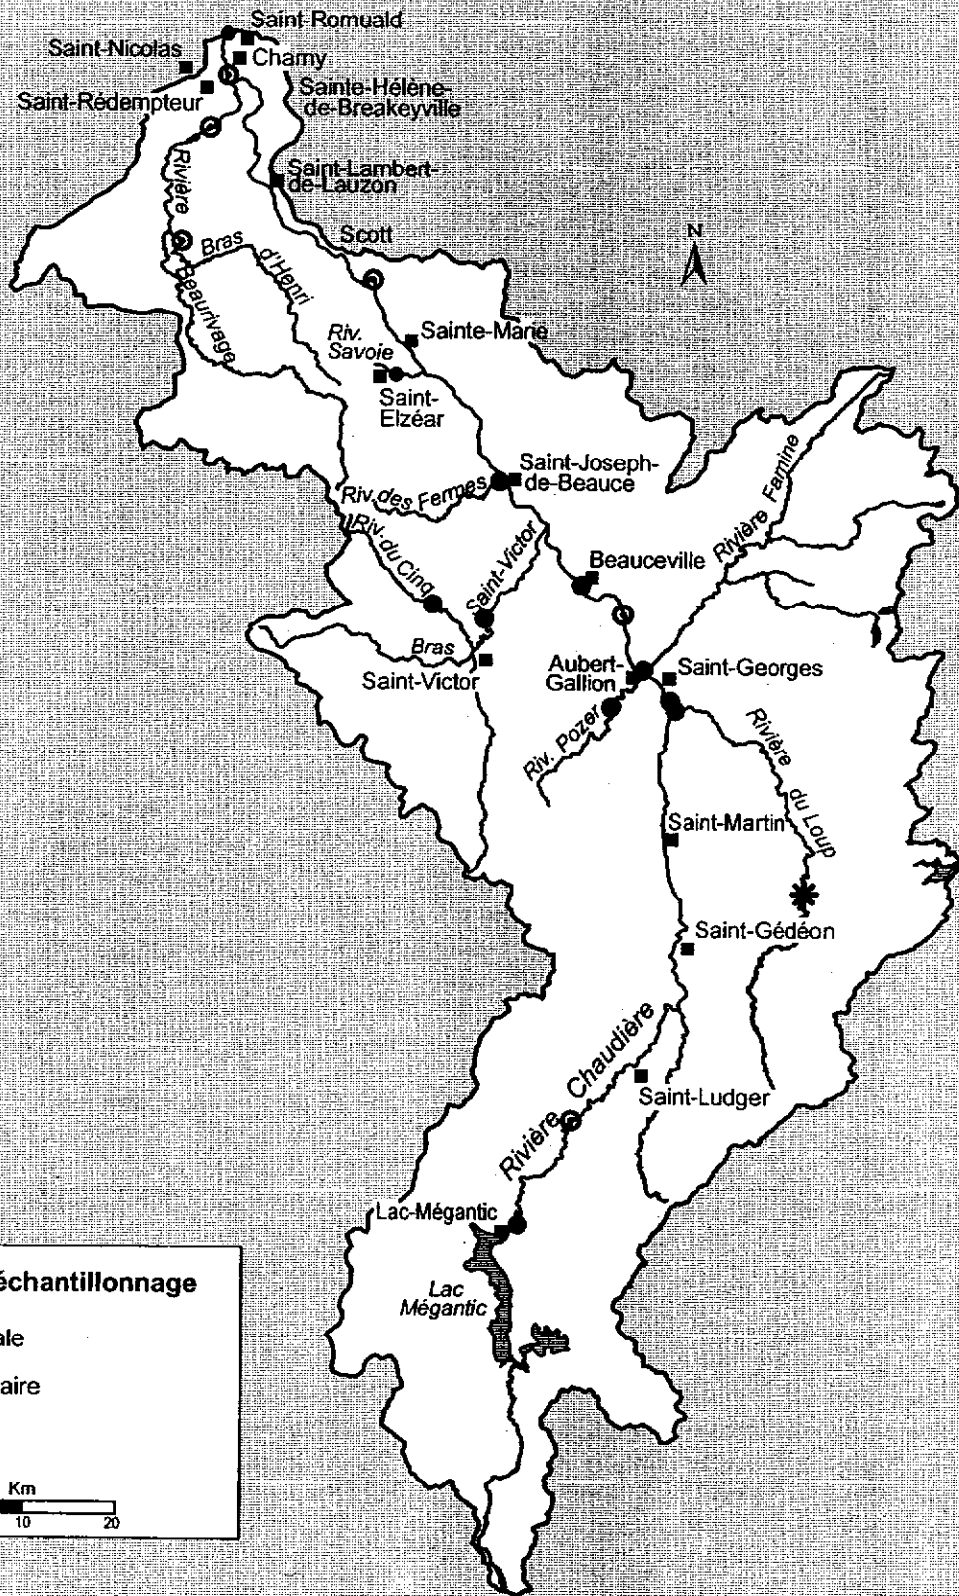 Saint-Romuald
Saint-Nicolas
Charny
Saint-Rédempteur
Sainte-Hélène-
de-Breakeyville
Rivière
Beaurivage
Saint-Lambert-
de-Lauzon
Scott
N
Bras
d'Henri
Riv.
Savoie
Sainte-Marie
Saint-
Elzéar
Saint-Joseph-
de-Beauce
Riv. des Fermes
Rivière Famine
Riv. du Cinq
Saint-Victor
Beauceville
Bras
Saint-Victor
Aubert-
Gallion
Saint-Georges
Riv. Pozer
Rivière
du Loup
Saint-Martin
Saint-Gédéon
Rivière Chaudière
Saint-Ludger
Lac-Mégantic
Lac
Mégantic
échantillonnage
ale
aire
Km
10
20